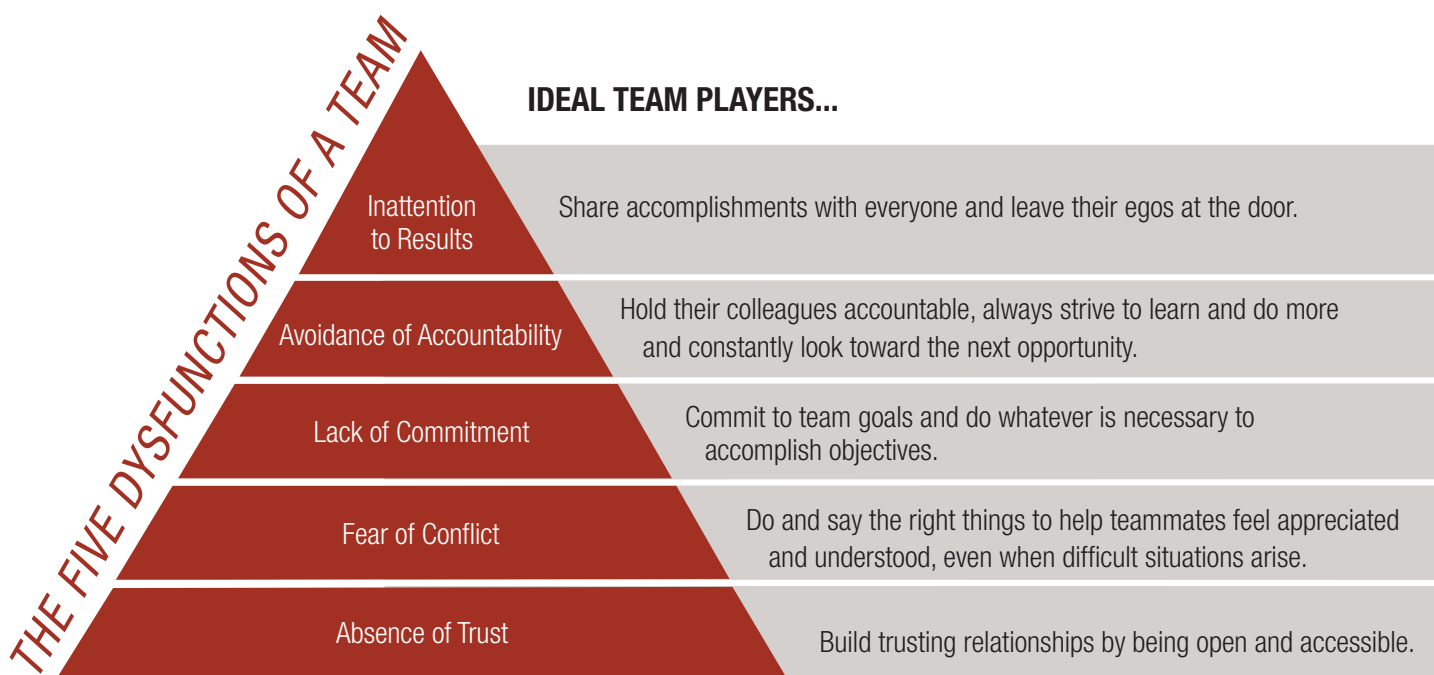 THE FIVE DYSFUNCTIONS OF A TEAM
IDEAL TEAM PLAYERS...
Inattention
to Results
Share accomplishments with everyone and leave their egos at the door.
Avoidance of Accountability
Hold their colleagues accountable, always strive to learn and do more
and constantly look toward the next opportunity.
Lack of Commitment
Commit to team goals and do whatever is necessary to
accomplish objectives.
Fear of Conflict
Do and say the right things to help teammates feel appreciated
and understood, even when difficult situations arise.
Absence of Trust
Build trusting relationships by being open and accessible.